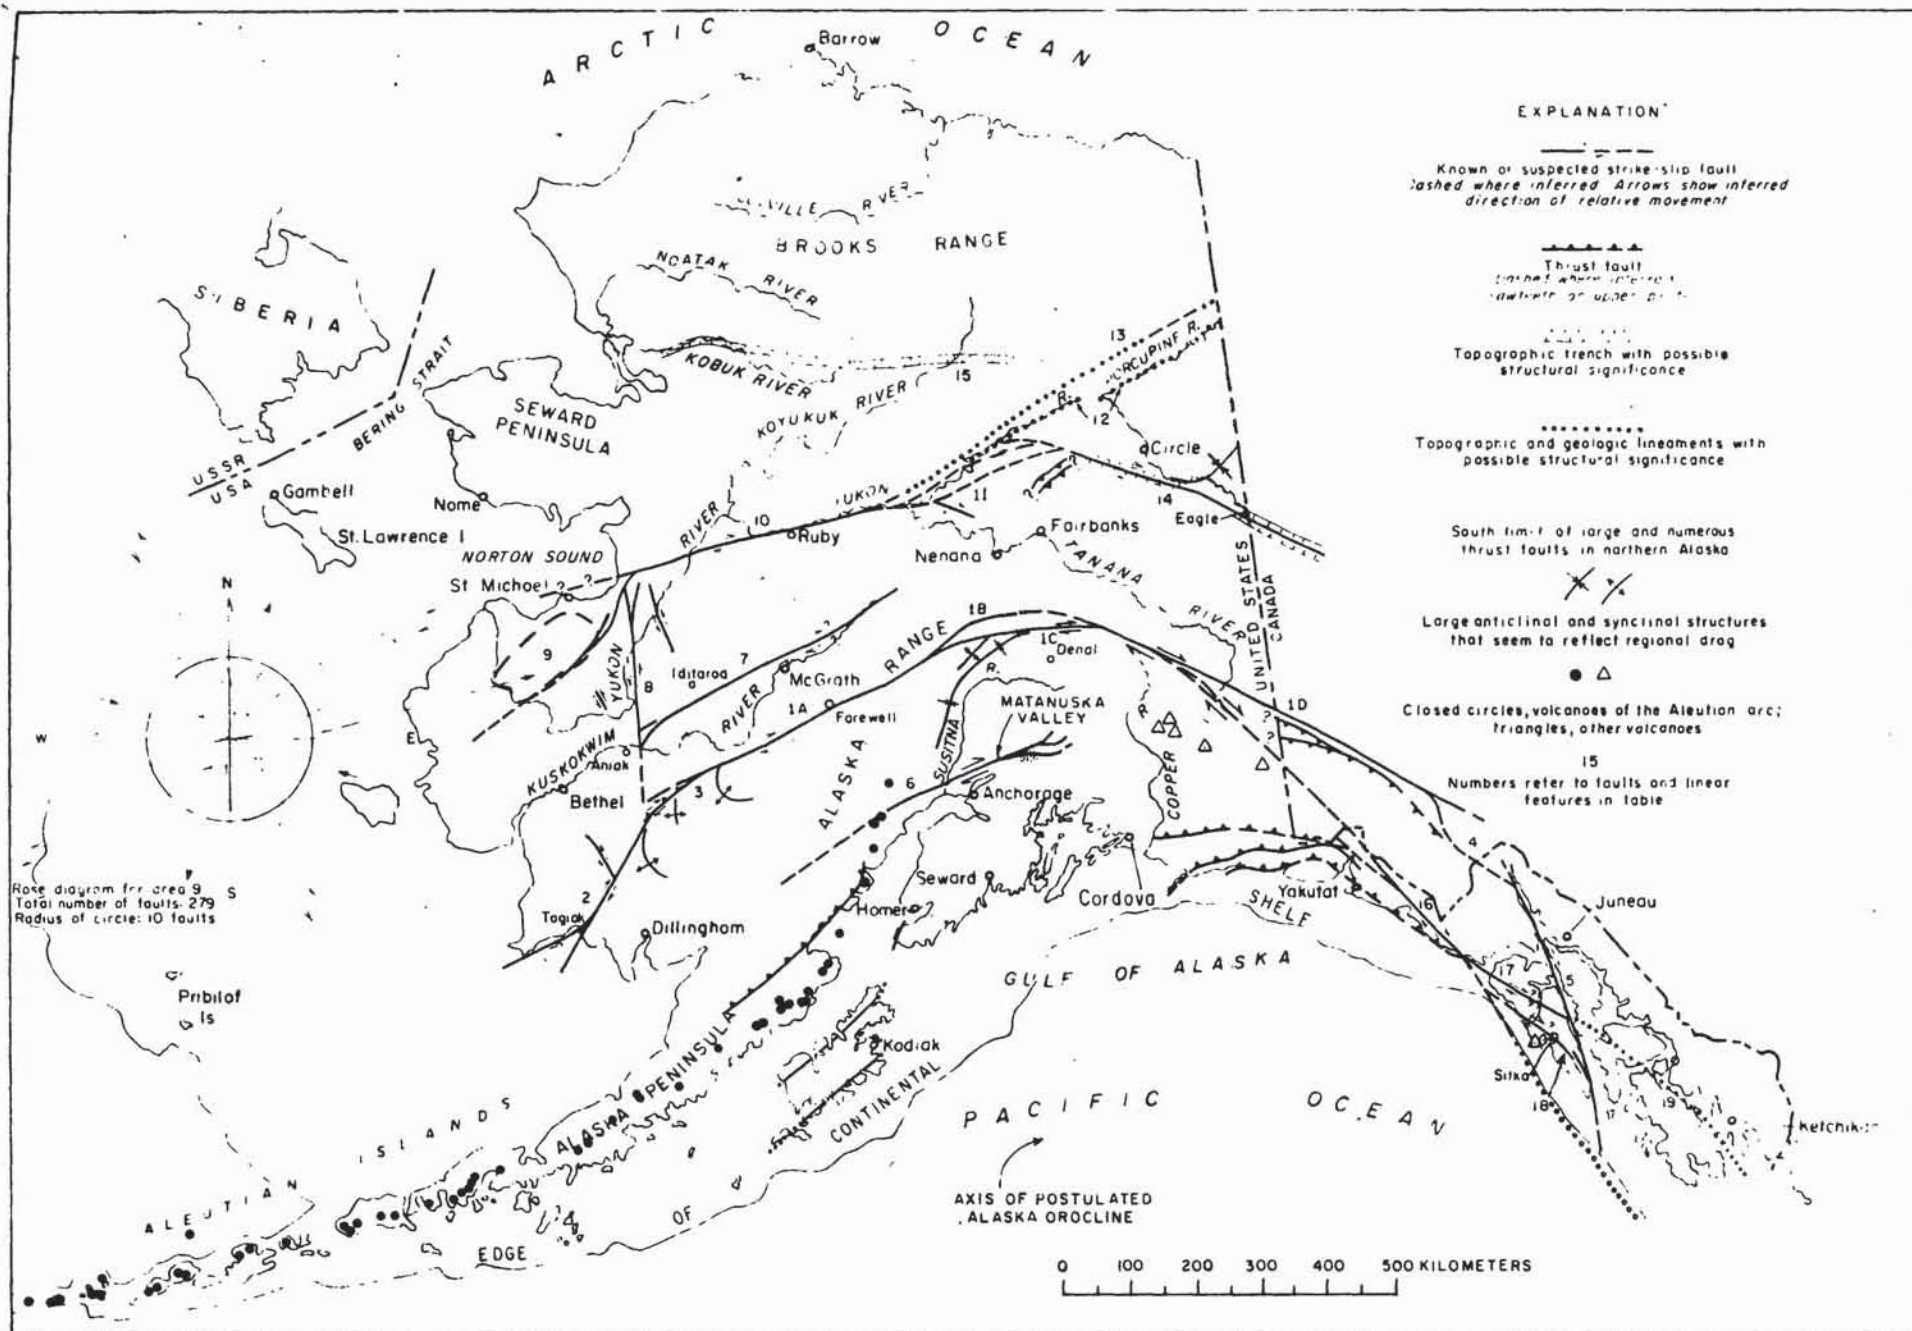 ARCTIC OCEAN
Barrow
RIVER
BROOKS RANGE
NOATAK RIVER
SIBERIA
KOBUK RIVER
15
13
12
R.
KOYUKUK RIVER
BERING STRAIT
USSR
USA
SEWARD
PENINSULA
Gambell
St. Lawrence I
Nome
NORTON SOUND
St Michael
?
?
YUKON
RIVER
10
Ruby
11
Circle
14
Eagle
Fairbanks
Nenana
TANANA
RIVER
UNITED STATES
CANADA
N
W
E
S
9
YUKON
8
Iditarod
7
McGrath
1A
Farewell
RIVER
KUSKOKWIM
Aniak
Bethel
3
2
Togiak
Dillingham
ALASKA RANGE
1B
1C
Denali
R.
SUSITNA
MATANUSKA
VALLEY
COPPER
R.
6
Anchorage
Seward
Homer
Cordova
Yakutat
SHELF
1D
?
?
4
16
Juneau
17
5
Sitka
18
17
19
Rose diagram for area 9
Total number of faults: 279
Radius of circle: 10 faults
Pribilof
Is
ALEUTIAN ISLANDS
ALASKA PENINSULA
Kodiak
EDGE OF CONTINENTAL
GULF OF ALASKA
PACIFIC OCEAN
AXIS OF POSTULATED
ALASKA OROCLINE
0 100 200 300 400 500 KILOMETERS
EXPLANATION
Known or suspected strike-slip fault
Dashed where inferred Arrows show inferred
direction of relative movement
Thrust fault
Topographic trench with possible
structural significance
Topographic and geologic lineaments with
possible structural significance
South limit of large and numerous
thrust faults in northern Alaska
Large anticlinal and synclinal structures
that seem to reflect regional drag
Closed circles, volcanoes of the Aleutian arc;
triangles, other volcanoes
15
Numbers refer to faults and linear
features in table